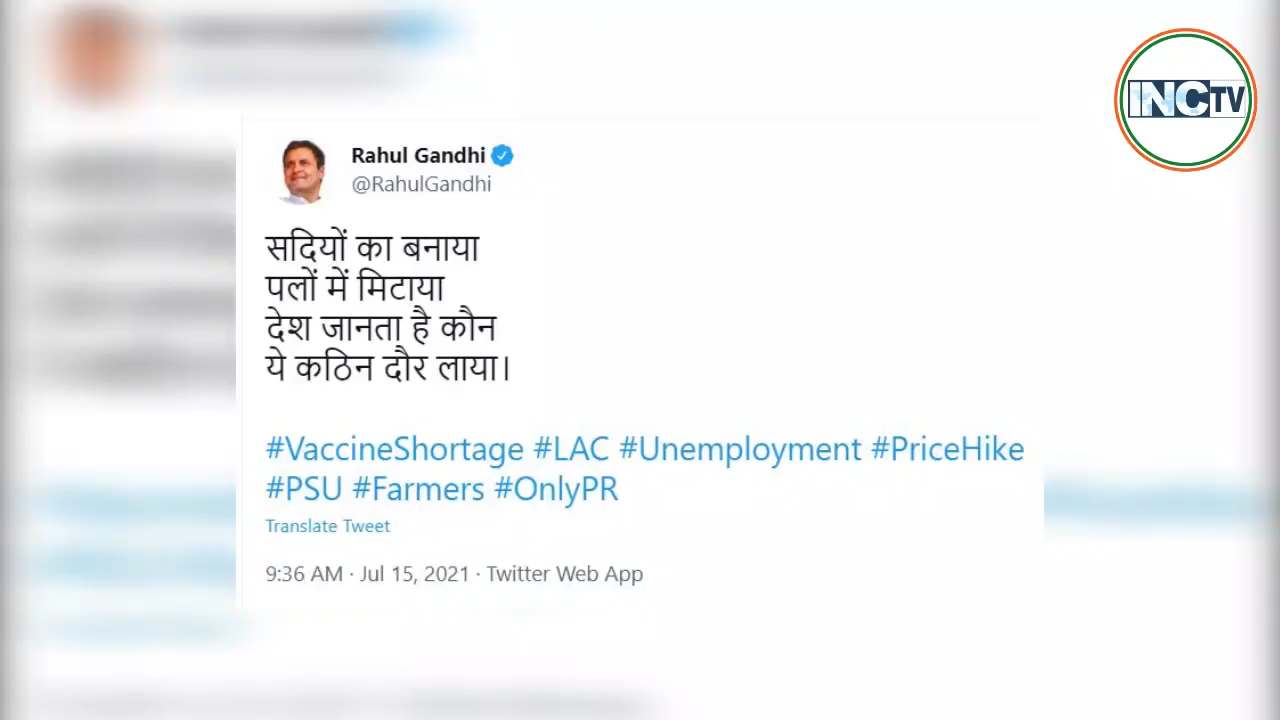 INCTV
Rahul Gandhi
@RahulGandhi
सदियों का बनाया
पलों में मिटाया
देश जानता है कौन
ये कठिन दौर लाया।
#VaccineShortage #LAC #Unemployment #PriceHike
#PSU #Farmers #OnlyPR
Translate Tweet
9:36 AM · Jul 15, 2021 · Twitter Web App